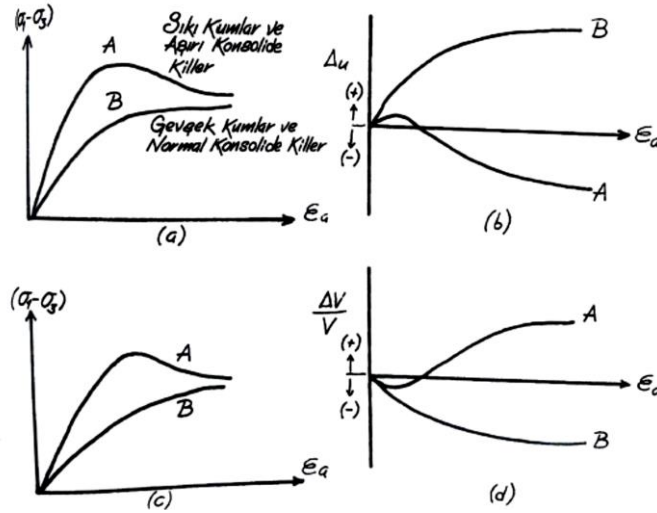 (σ₁-σ₃)
A
Sıkı Kumlar ve
Aşırı Konsolide
Killer
B
Gevşek Kumlar ve
Normal Konsolide Killer
εa
(a)
Δu
(+)
(-)
B
εa
A
(b)
(σ₁-σ₃)
A
B
εa
(c)
ΔV
V
(+)
(-)
A
εa
B
(d)